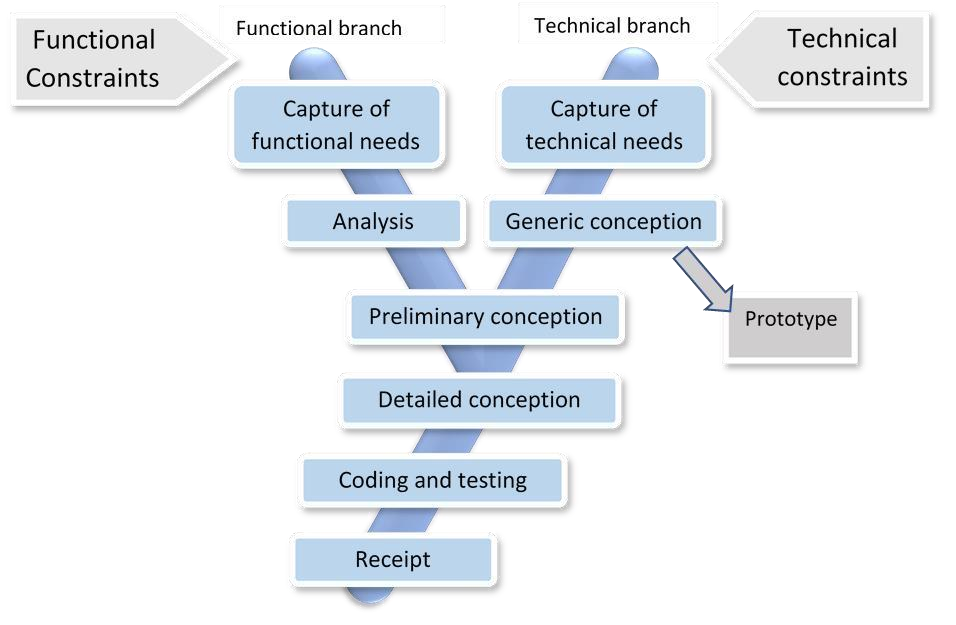 Functional
Constraints
Functional branch
Technical branch
Technical
constraints
Capture of
functional needs
Capture of
technical needs
Analysis
Generic conception
Preliminary conception
Prototype
Detailed conception
Coding and testing
Receipt